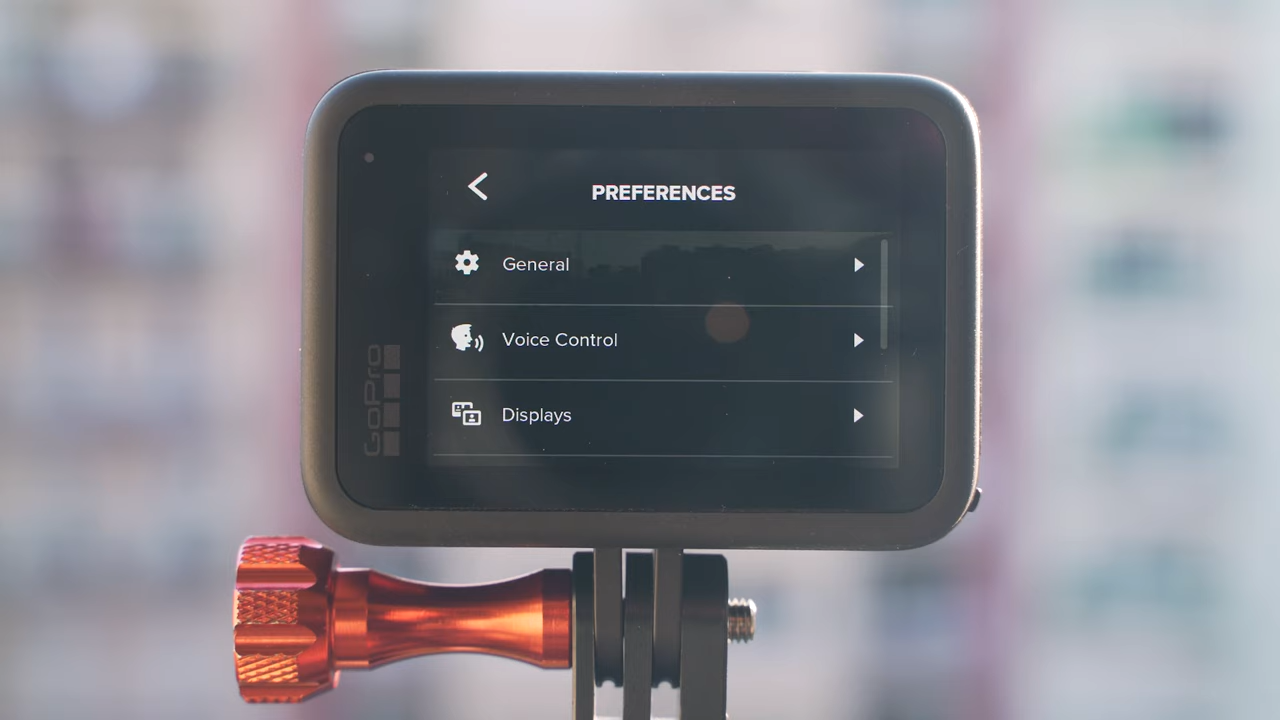 PREFERENCES
General
Voice Control
Displays
GoPro